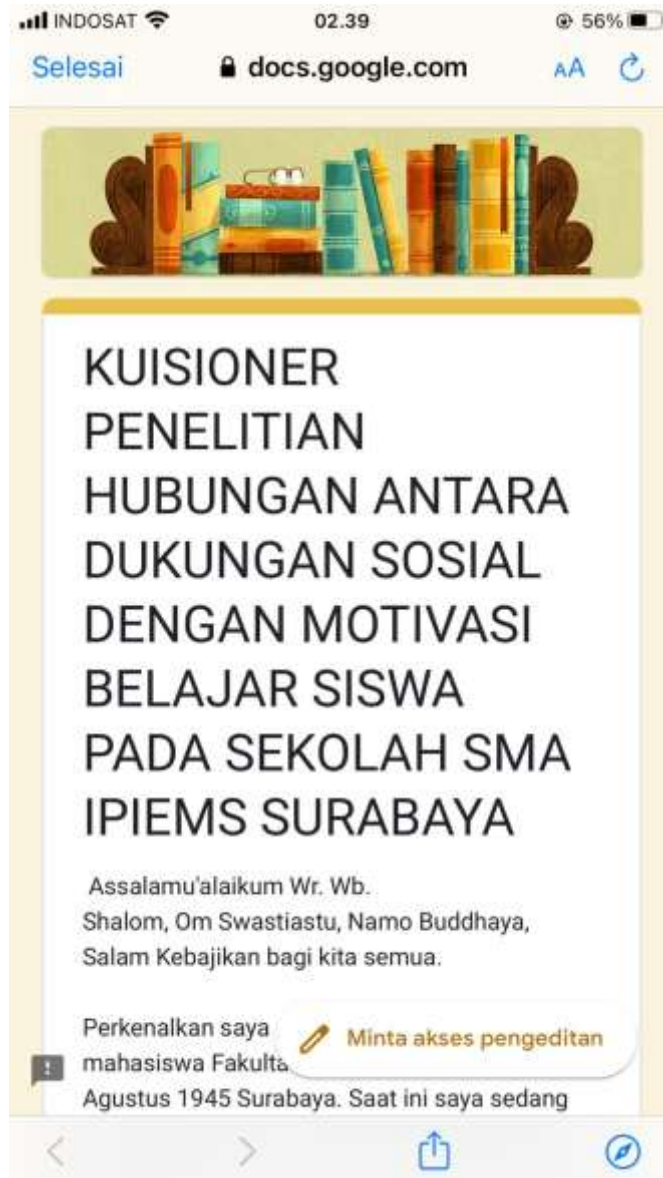 INDOSAT 02.39 56%
Selesai docs.google.com AA
KUISIONER
PENELITIAN
HUBUNGAN ANTARA
DUKUNGAN SOSIAL
DENGAN MOTIVASI
BELAJAR SISWA
PADA SEKOLAH SMA
IPIEMS SURABAYA
Assalamu'alaikum Wr. Wb.
Shalom, Om Swastiastu, Namo Buddhaya,
Salam Kebajikan bagi kita semua.
Perkenalkan saya
Minta akses pengeditan
mahasiswa Fakulta
Agustus 1945 Surabaya. Saat ini saya sedang